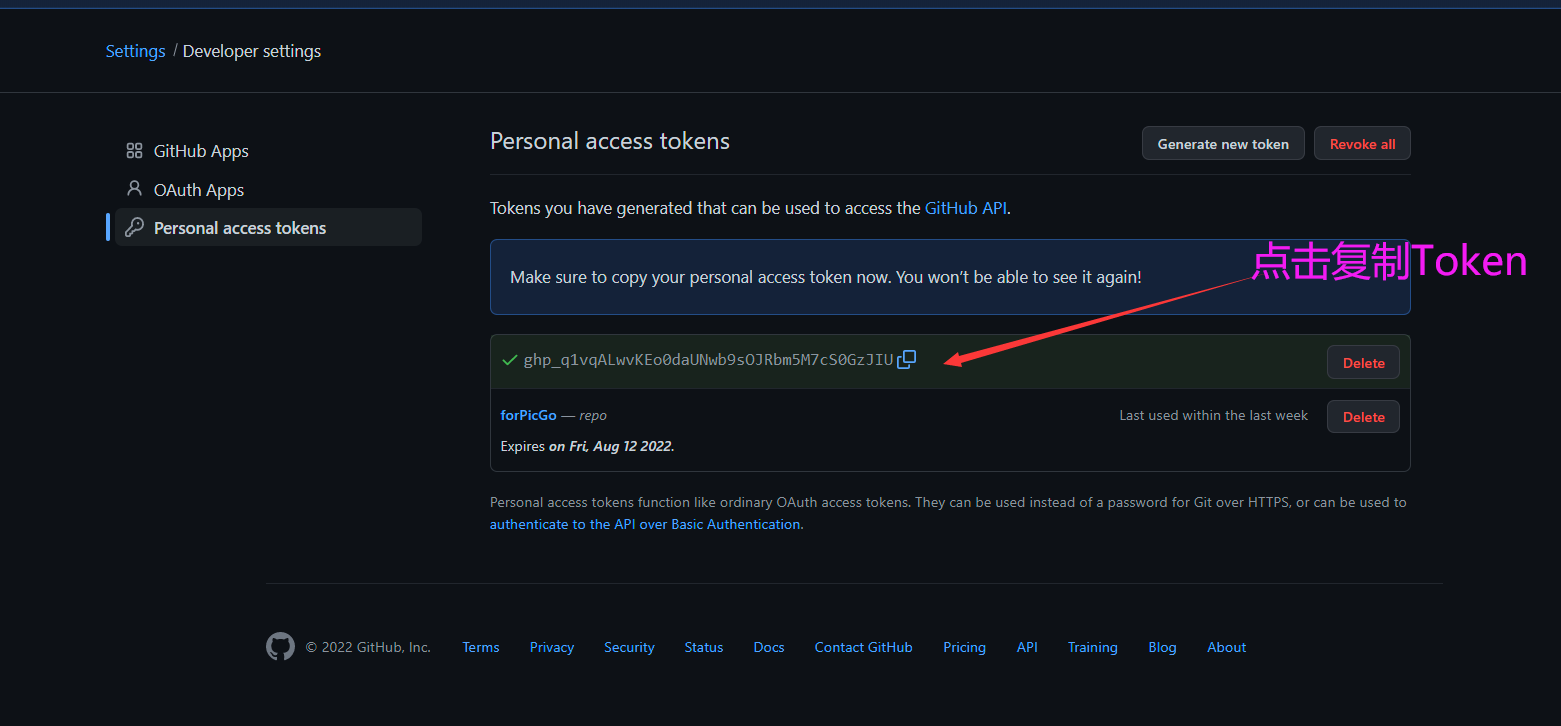 Settings / Developer settings
GitHub Apps
OAuth Apps
Personal access tokens
Personal access tokens
Generate new token
Revoke all
Tokens you have generated that can be used to access the GitHub API.
Make sure to copy your personal access token now. You won't be able to see it again!
点击复制Token
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
Delete
forPicGo — repo
Last used within the last week
Delete
Expires on Fri, Aug 12 2022.
Personal access tokens function like ordinary OAuth access tokens. They can be used instead of a password for Git over HTTPS, or can be used to
authenticate to the API over Basic Authentication.
© 2022 GitHub, Inc.
Terms
Privacy
Security
Status
Docs
Contact GitHub
Pricing
API
Training
Blog
About